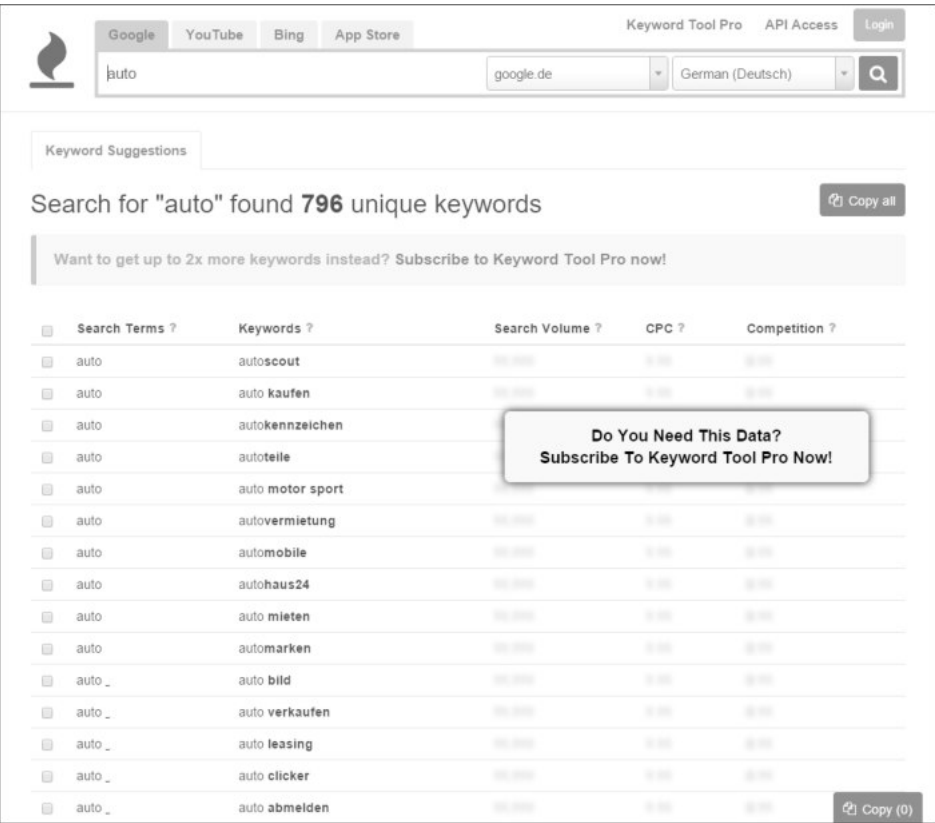 Google YouTube Bing App Store Keyword Tool Pro API Access Login
auto google.de German (Deutsch)
Keyword Suggestions
Search for "auto" found 796 unique keywords Copy all
Want to get up to 2x more keywords instead? Subscribe to Keyword Tool Pro now!
Search Terms ? Keywords ? Search Volume ? CPC ? Competition ?
auto autoscout
auto auto kaufen
auto autokennzeichen
Do You Need This Data?
auto autoteile
Subscribe To Keyword Tool Pro Now!
auto auto motor sport
auto autovermietung
auto automobile
auto autohaus24
auto auto mieten
auto automarken
auto _ auto bild
auto _ auto verkaufen
auto _ auto leasing
auto _ auto clicker
auto _ auto abmelden
Copy (0)